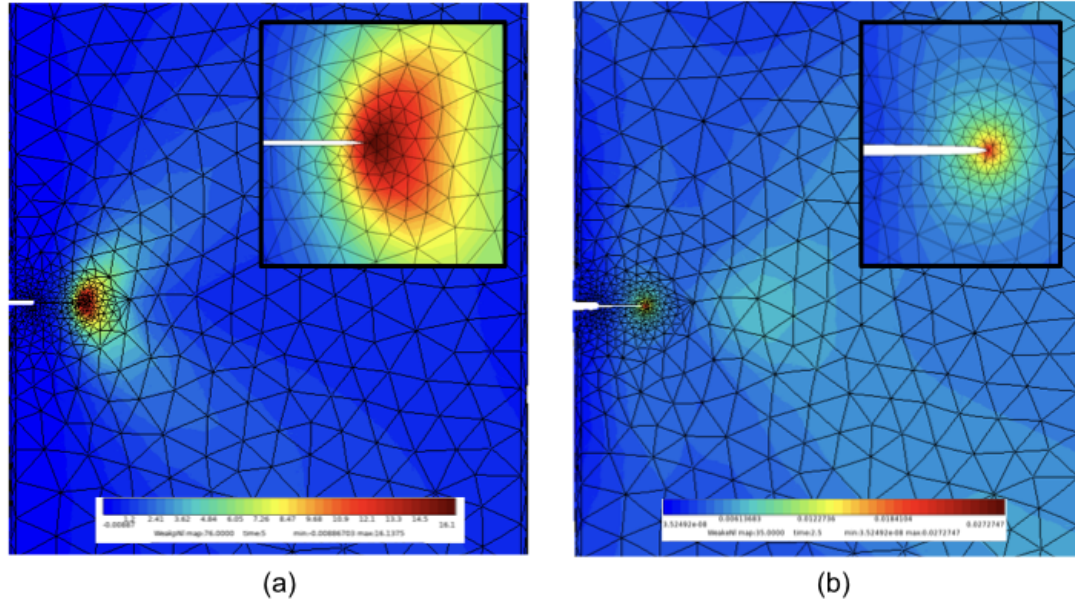 -0.00887 1.2 2.41 3.62 4.84 6.05 7.26 8.47 9.68 10.9 12.1 13.3 14.5 16.1
map:76.0000 time:5 min:-0.00886703 max:16.1375
3.52492e-08 0.00613683 0.0122736 0.0184104 0.0272747
map:35.0000 time:2.5 min:3.52492e-08 max:0.0272747
(a)
(b)